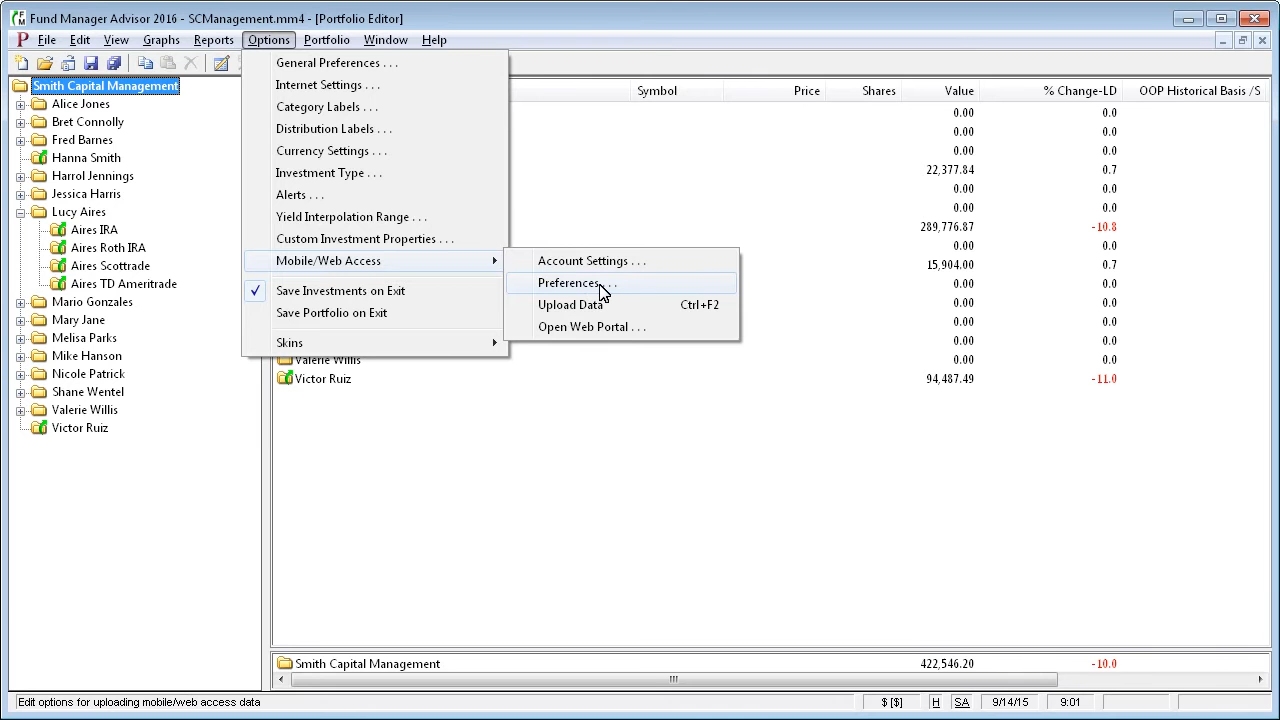 Fund Manager Advisor 2016 - SCManagement.mm4 - [Portfolio Editor]
P File Edit View Graphs Reports Options Portfolio Window Help
Smith Capital Management
Alice Jones
Bret Connolly
Fred Barnes
Hanna Smith
Harrol Jennings
Jessica Harris
Lucy Aires
Aires IRA
Aires Roth IRA
Aires Scottrade
Aires TD Ameritrade
Mario Gonzales
Mary Jane
Melisa Parks
Mike Hanson
Nicole Patrick
Shane Wentel
Valerie Willis
Victor Ruiz
General Preferences . . .
Internet Settings . . .
Category Labels . . .
Distribution Labels . . .
Currency Settings . . .
Investment Type . . .
Alerts . . .
Yield Interpolation Range . . .
Custom Investment Properties . . .
Mobile/Web Access
Save Investments on Exit
Save Portfolio on Exit
Skins
Account Settings . . .
Preferences . . .
Upload Data Ctrl+F2
Open Web Portal . . .
Symbol Price Shares Value % Change-LD OOP Historical Basis /S
0.00 0.0
0.00 0.0
0.00 0.0
22,377.84 0.7
0.00 0.0
0.00 0.0
289,776.87 -10.8
0.00 0.0
15,904.00 0.7
0.00 0.0
0.00 0.0
0.00 0.0
0.00 0.0
Valerie Willis 0.00 0.0
Victor Ruiz 94,487.49 -11.0
Smith Capital Management 422,546.20 -10.0
Edit options for uploading mobile/web access data $ [$] H SA 9/14/15 9:01